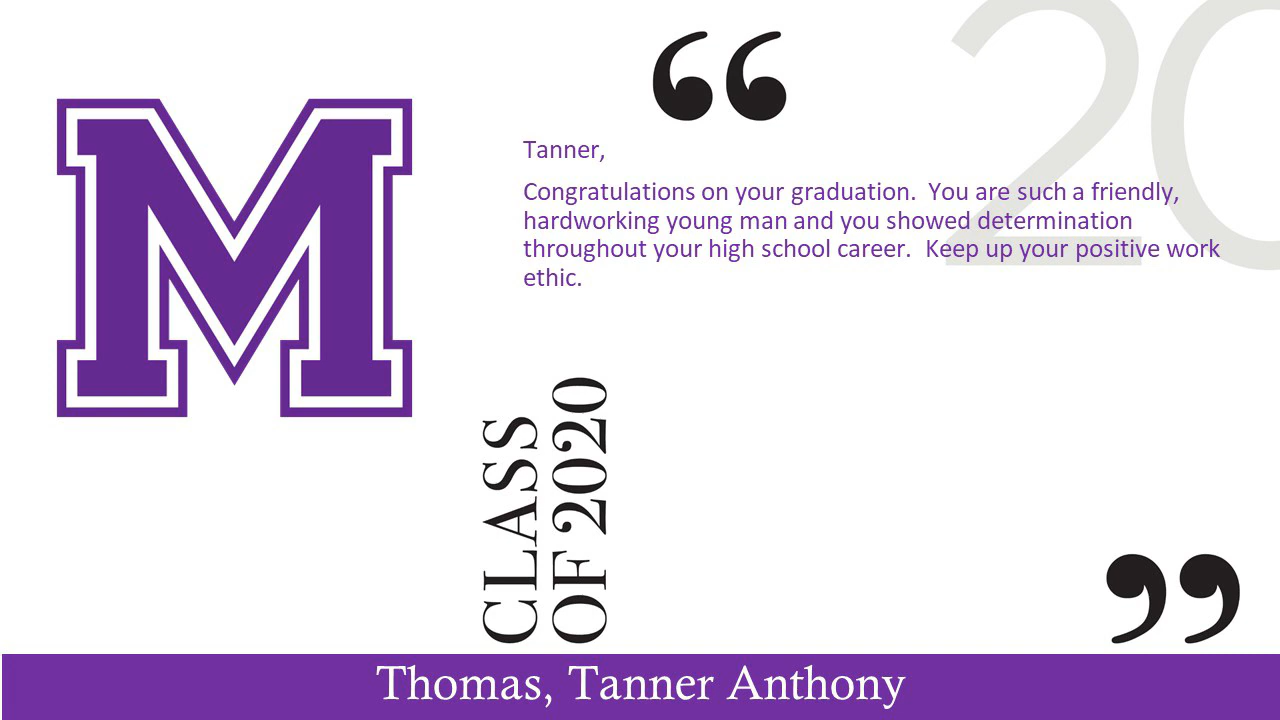 20
M
“
Tanner,
Congratulations on your graduation.  You are such a friendly,
hardworking young man and you showed determination
throughout your high school career.  Keep up your positive work
ethic.
CLASS
OF 2020
”
Thomas, Tanner Anthony